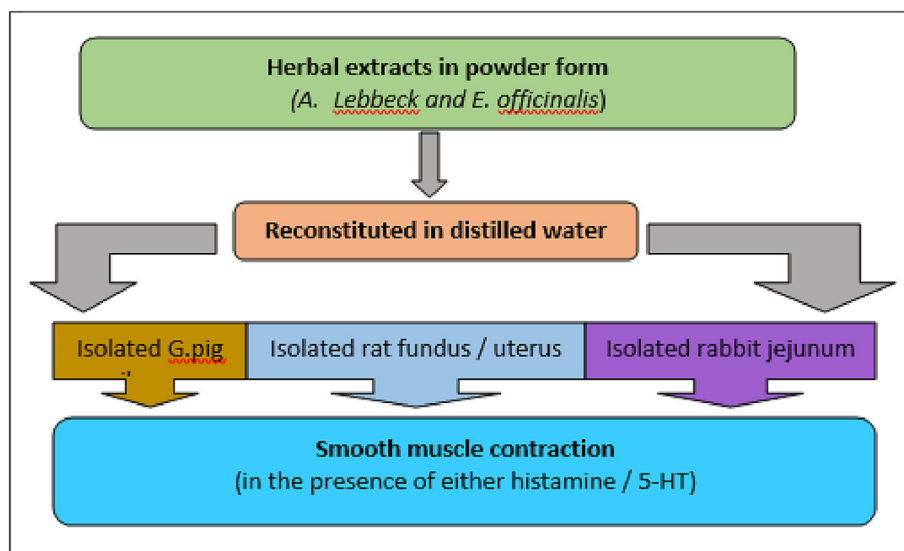 Herbal extracts in powder form
(A. Lebbeck and E. officinalis)
Reconstituted in distilled water
Isolated G.pig
Isolated rat fundus / uterus
Isolated rabbit jejunum
Smooth muscle contraction
(in the presence of either histamine / 5-HT)